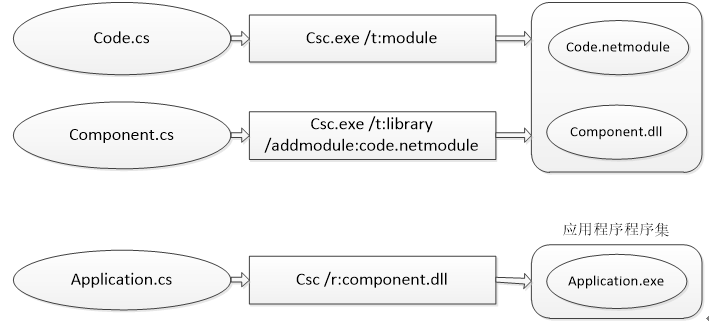 Code.cs
Csc.exe /t:module
Code.netmodule
Component.cs
Csc.exe /t:library
/addmodule:code.netmodule
Component.dll
应用程序程序集
Application.cs
Csc /r:component.dll
Application.exe